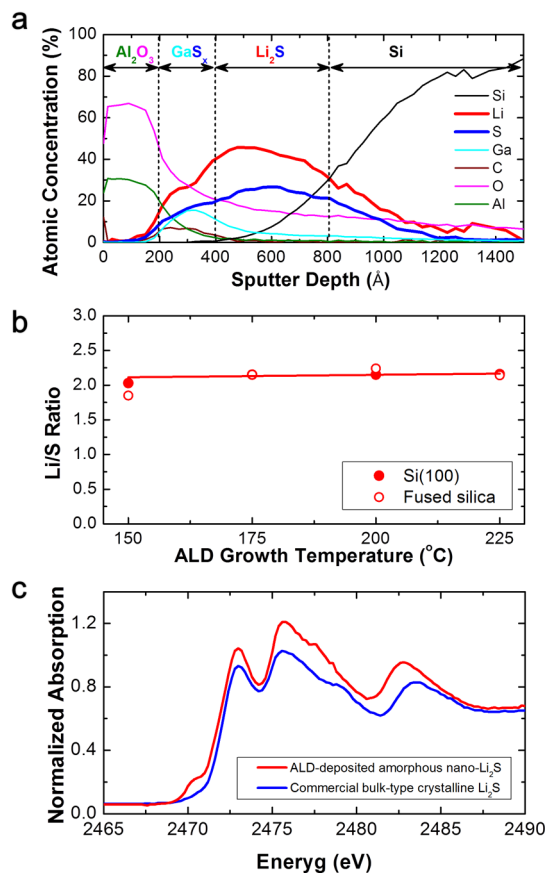 a
Al2O3 GaSx Li2S Si
100
80
60
40
20
0
Atomic Concentration (%)
Si
Li
S
Ga
C
O
Al
0 200 400 600 800 1000 1200 1400
Sputter Depth (Å)
b
3.0
2.5
2.0
1.5
1.0
0.5
0.0
Li/S Ratio
Si(100)
Fused silica
150 175 200 225
ALD Growth Temperature (°C)
c
1.2
0.8
0.4
0.0
Normalized Absorption
ALD-deposited amorphous nano-Li2S
Commercial bulk-type crystalline Li2S
2465 2470 2475 2480 2485 2490
Eneryg (eV)